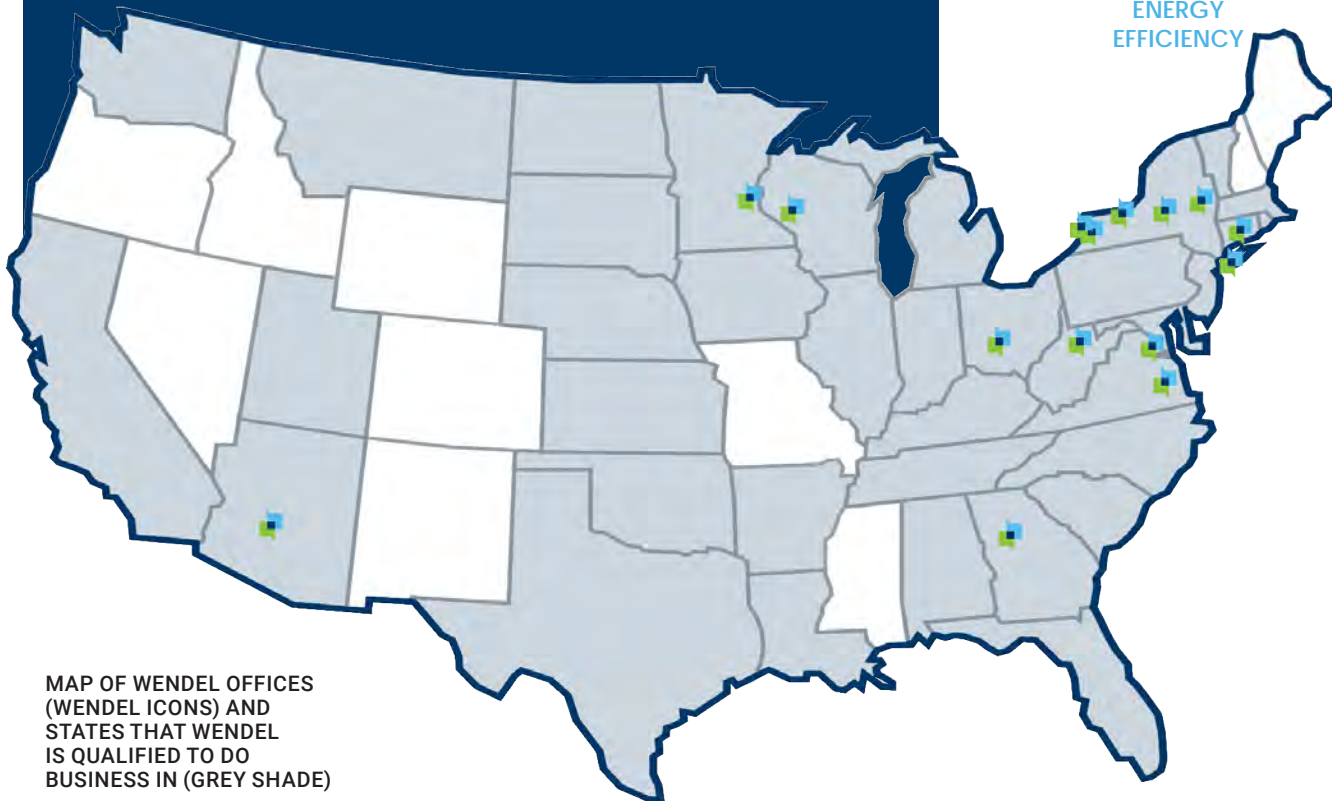 ENERGY
EFFICIENCY
MAP OF WENDEL OFFICES
(WENDEL ICONS) AND
STATES THAT WENDEL
IS QUALIFIED TO DO
BUSINESS IN (GREY SHADE)